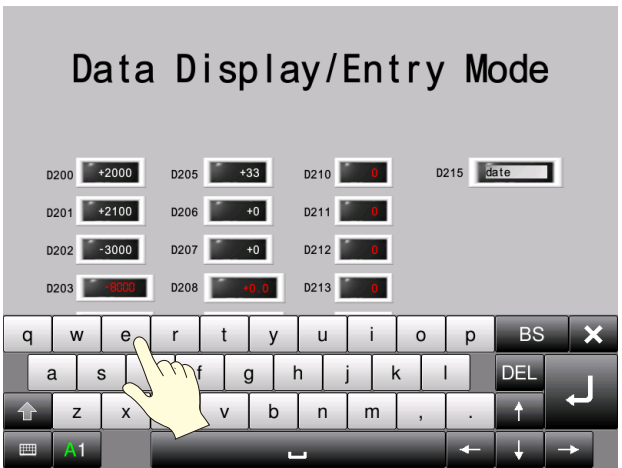 Data Display/Entry Mode
D200 +2000 D205 +33 D210 0 D215 date
D201 +2100 D206 +0 D211 0
D202 -3000 D207 +0 D212 0
D203 -8000 D208 +0.0 D213 0
q w e r t y u i o p BS X
a s f g h j k l DEL
z x v b n m , .
A1